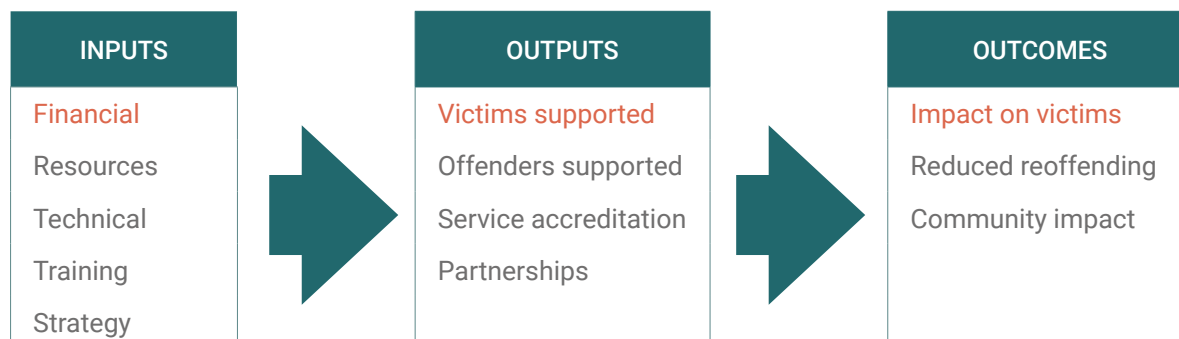 INPUTS
Financial
Resources
Technical
Training
Strategy
OUTPUTS
Victims supported
Offenders supported
Service accreditation
Partnerships
OUTCOMES
Impact on victims
Reduced reoffending
Community impact